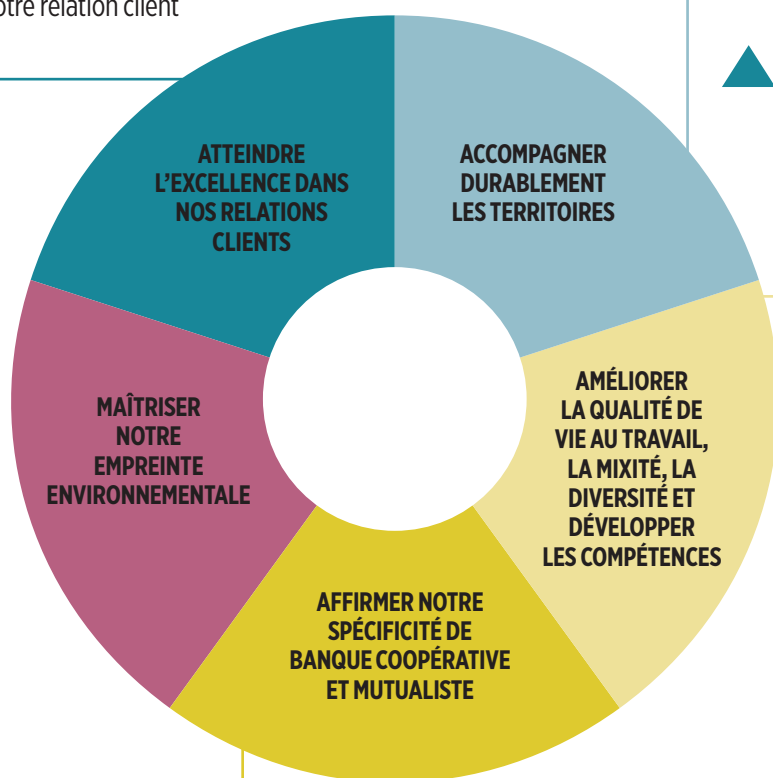 otre relation client
ATTEINDRE
L'EXCELLENCE DANS
NOS RELATIONS
CLIENTS
ACCOMPAGNER
DURABLEMENT
LES TERRITOIRES
AMÉLIORER
LA QUALITÉ DE
VIE AU TRAVAIL,
LA MIXITÉ, LA
DIVERSITÉ ET
DÉVELOPPER
LES COMPÉTENCES
MAÎTRISER
NOTRE
EMPREINTE
ENVIRONNEMENTALE
AFFIRMER NOTRE
SPÉCIFICITÉ DE
BANQUE COOPÉRATIVE
ET MUTUALISTE